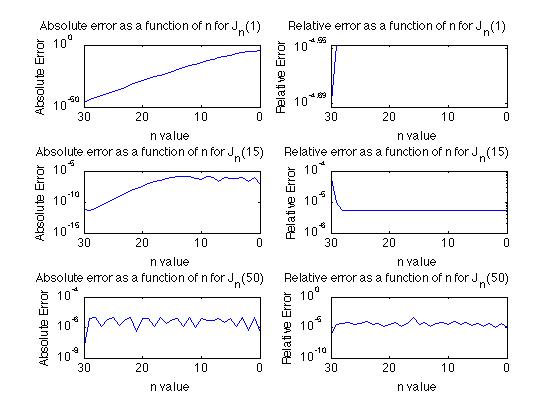 Absolute error as a function of n for J_n(1)
10^0
10^-50
Absolute Error
30 20 10 0
n value
Relative error as a function of n for J_n(1)
10^-4.69
Relative Error
30 20 10 0
n value
Absolute error as a function of n for J_n(15)
10^-5
10^-10
10^-15
Absolute Error
30 20 10 0
n value
Relative error as a function of n for J_n(15)
10^-4
10^-5
10^-6
Relative Error
30 20 10 0
n value
Absolute error as a function of n for J_n(50)
10^-4
10^-6
10^-8
Absolute Error
30 20 10 0
n value
Relative error as a function of n for J_n(50)
10^0
10^-5
10^-10
Relative Error
30 20 10 0
n value